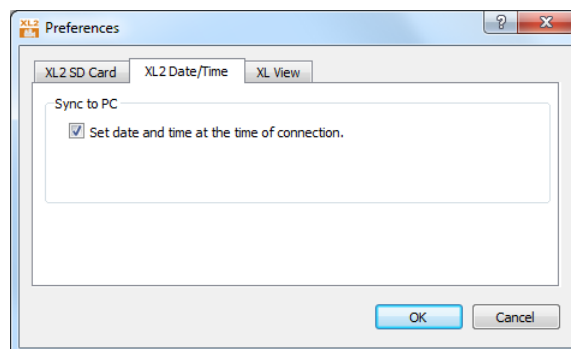 XL2 Preferences ? X
XL2 SD Card XL2 Date/Time XL View
Sync to PC
Set date and time at the time of connection.
OK Cancel